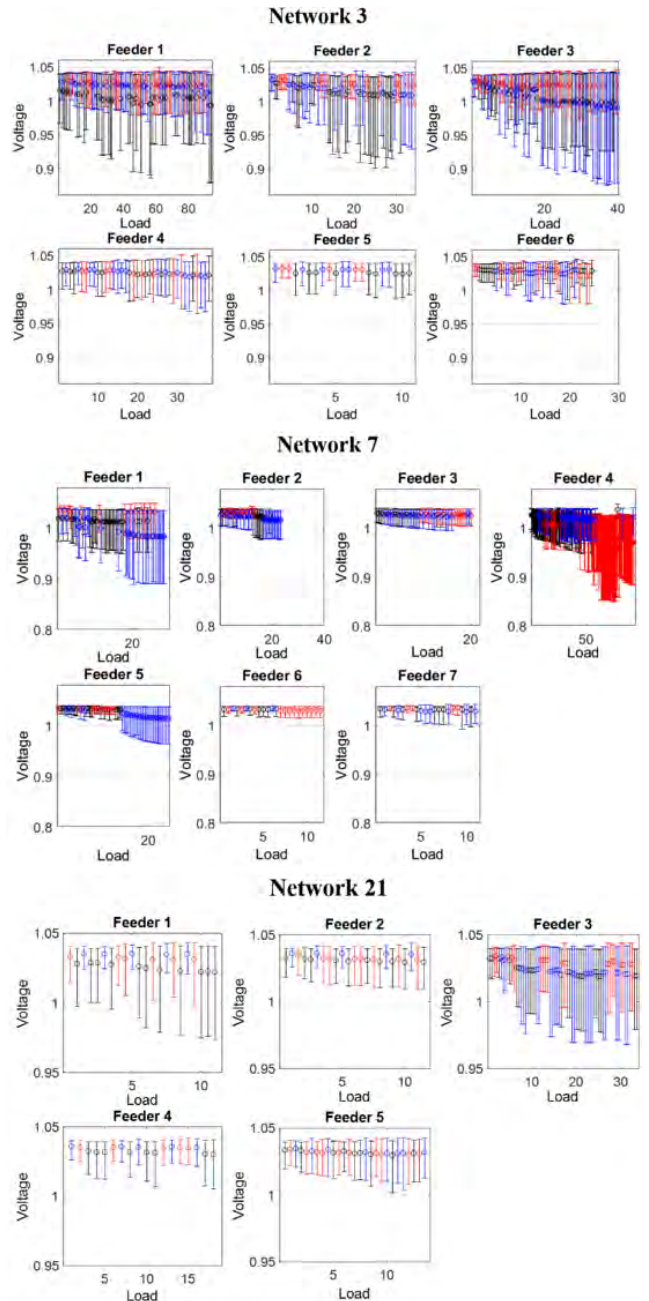 Network 3
Feeder 1
Voltage
1.05
1
0.95
0.9
20 40 60 80
Load
Feeder 2
Voltage
1.05
1
0.95
0.9
10 20 30
Load
Feeder 3
Voltage
1.05
1
0.95
0.9
20 40
Load
Feeder 4
Voltage
1.05
1
0.95
0.9
10 20 30
Load
Feeder 5
Voltage
1.05
1
0.95
0.9
5 10
Load
Feeder 6
Voltage
1.05
1
0.95
0.9
10 20 30
Load
Network 7
Feeder 1
Voltage
1
0.9
0.8
20
Load
Feeder 2
Voltage
1
0.9
0.8
20 40
Load
Feeder 3
Voltage
1
0.9
0.8
20
Load
Feeder 4
Voltage
1
0.9
0.8
50
Load
Feeder 5
Voltage
1
0.9
0.8
20
Load
Feeder 6
Voltage
1
0.9
0.8
5 10
Load
Feeder 7
Voltage
1
0.9
0.8
5 10
Load
Network 21
Feeder 1
Voltage
1.05
1
0.95
5 10
Load
Feeder 2
Voltage
1.05
1
0.95
5 10
Load
Feeder 3
Voltage
1.05
1
0.95
10 20 30
Load
Feeder 4
Voltage
1.05
1
0.95
5 10 15
Load
Feeder 5
Voltage
1.05
1
0.95
5 10
Load